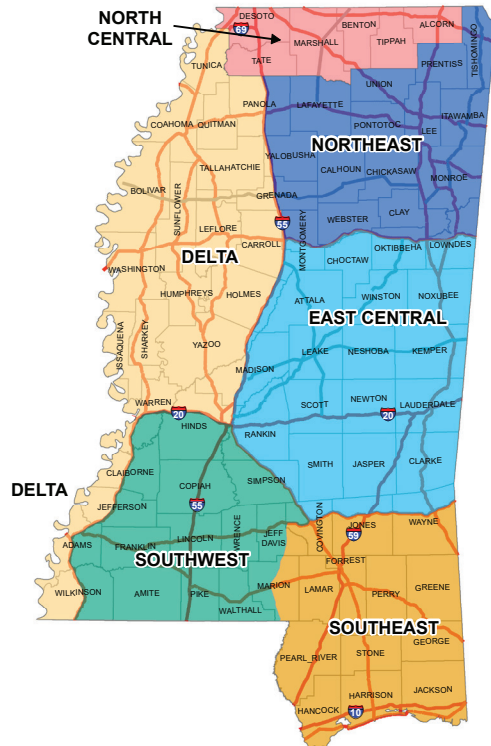 DESOTO
NORTH
CENTRAL
69
BENTON
ALCORN
MARSHALL
TIPPAH
TISHOMINGO
TATE
PRENTISS
TUNICA
UNION
PANOLA
LAFAYETTE
ITAWAMBA
COAHOMA
QUITMAN
PONTOTOC
LEE
NORTHEAST
YALOBUSHA
TALLAHATCHIE
CALHOUN
CHICKASAW
MONROE
BOLIVAR
SUNFLOWER
GRENADA
CLAY
WEBSTER
55
LEFLORE
MONTGOMERY
CARROLL
OKTIBBEHA
LOWNDES
CHOCTAW
DELTA
WASHINGTON
HUMPHREYS
HOLMES
ATTALA
WINSTON
NOXUBEE
EAST CENTRAL
ISSAQUENA
SHARKEY
YAZOO
LEAKE
NESHOBA
KEMPER
MADISON
WARREN
20
SCOTT
NEWTON
20
LAUDERDALE
HINDS
RANKIN
CLAIBORNE
SMITH
JASPER
CLARKE
COPIAH
SIMPSON
DELTA
JEFFERSON
55
COVINGTON
JONES
WAYNE
59
ADAMS
FRANKLIN
LINCOLN
WRENCE
JEFF
DAVIS
SOUTHWEST
FORREST
MARION
LAMAR
PERRY
GREENE
WILKINSON
AMITE
PIKE
WALTHALL
SOUTHEAST
GEORGE
PEARL_RIVER
STONE
HARRISON
JACKSON
HANCOCK
10